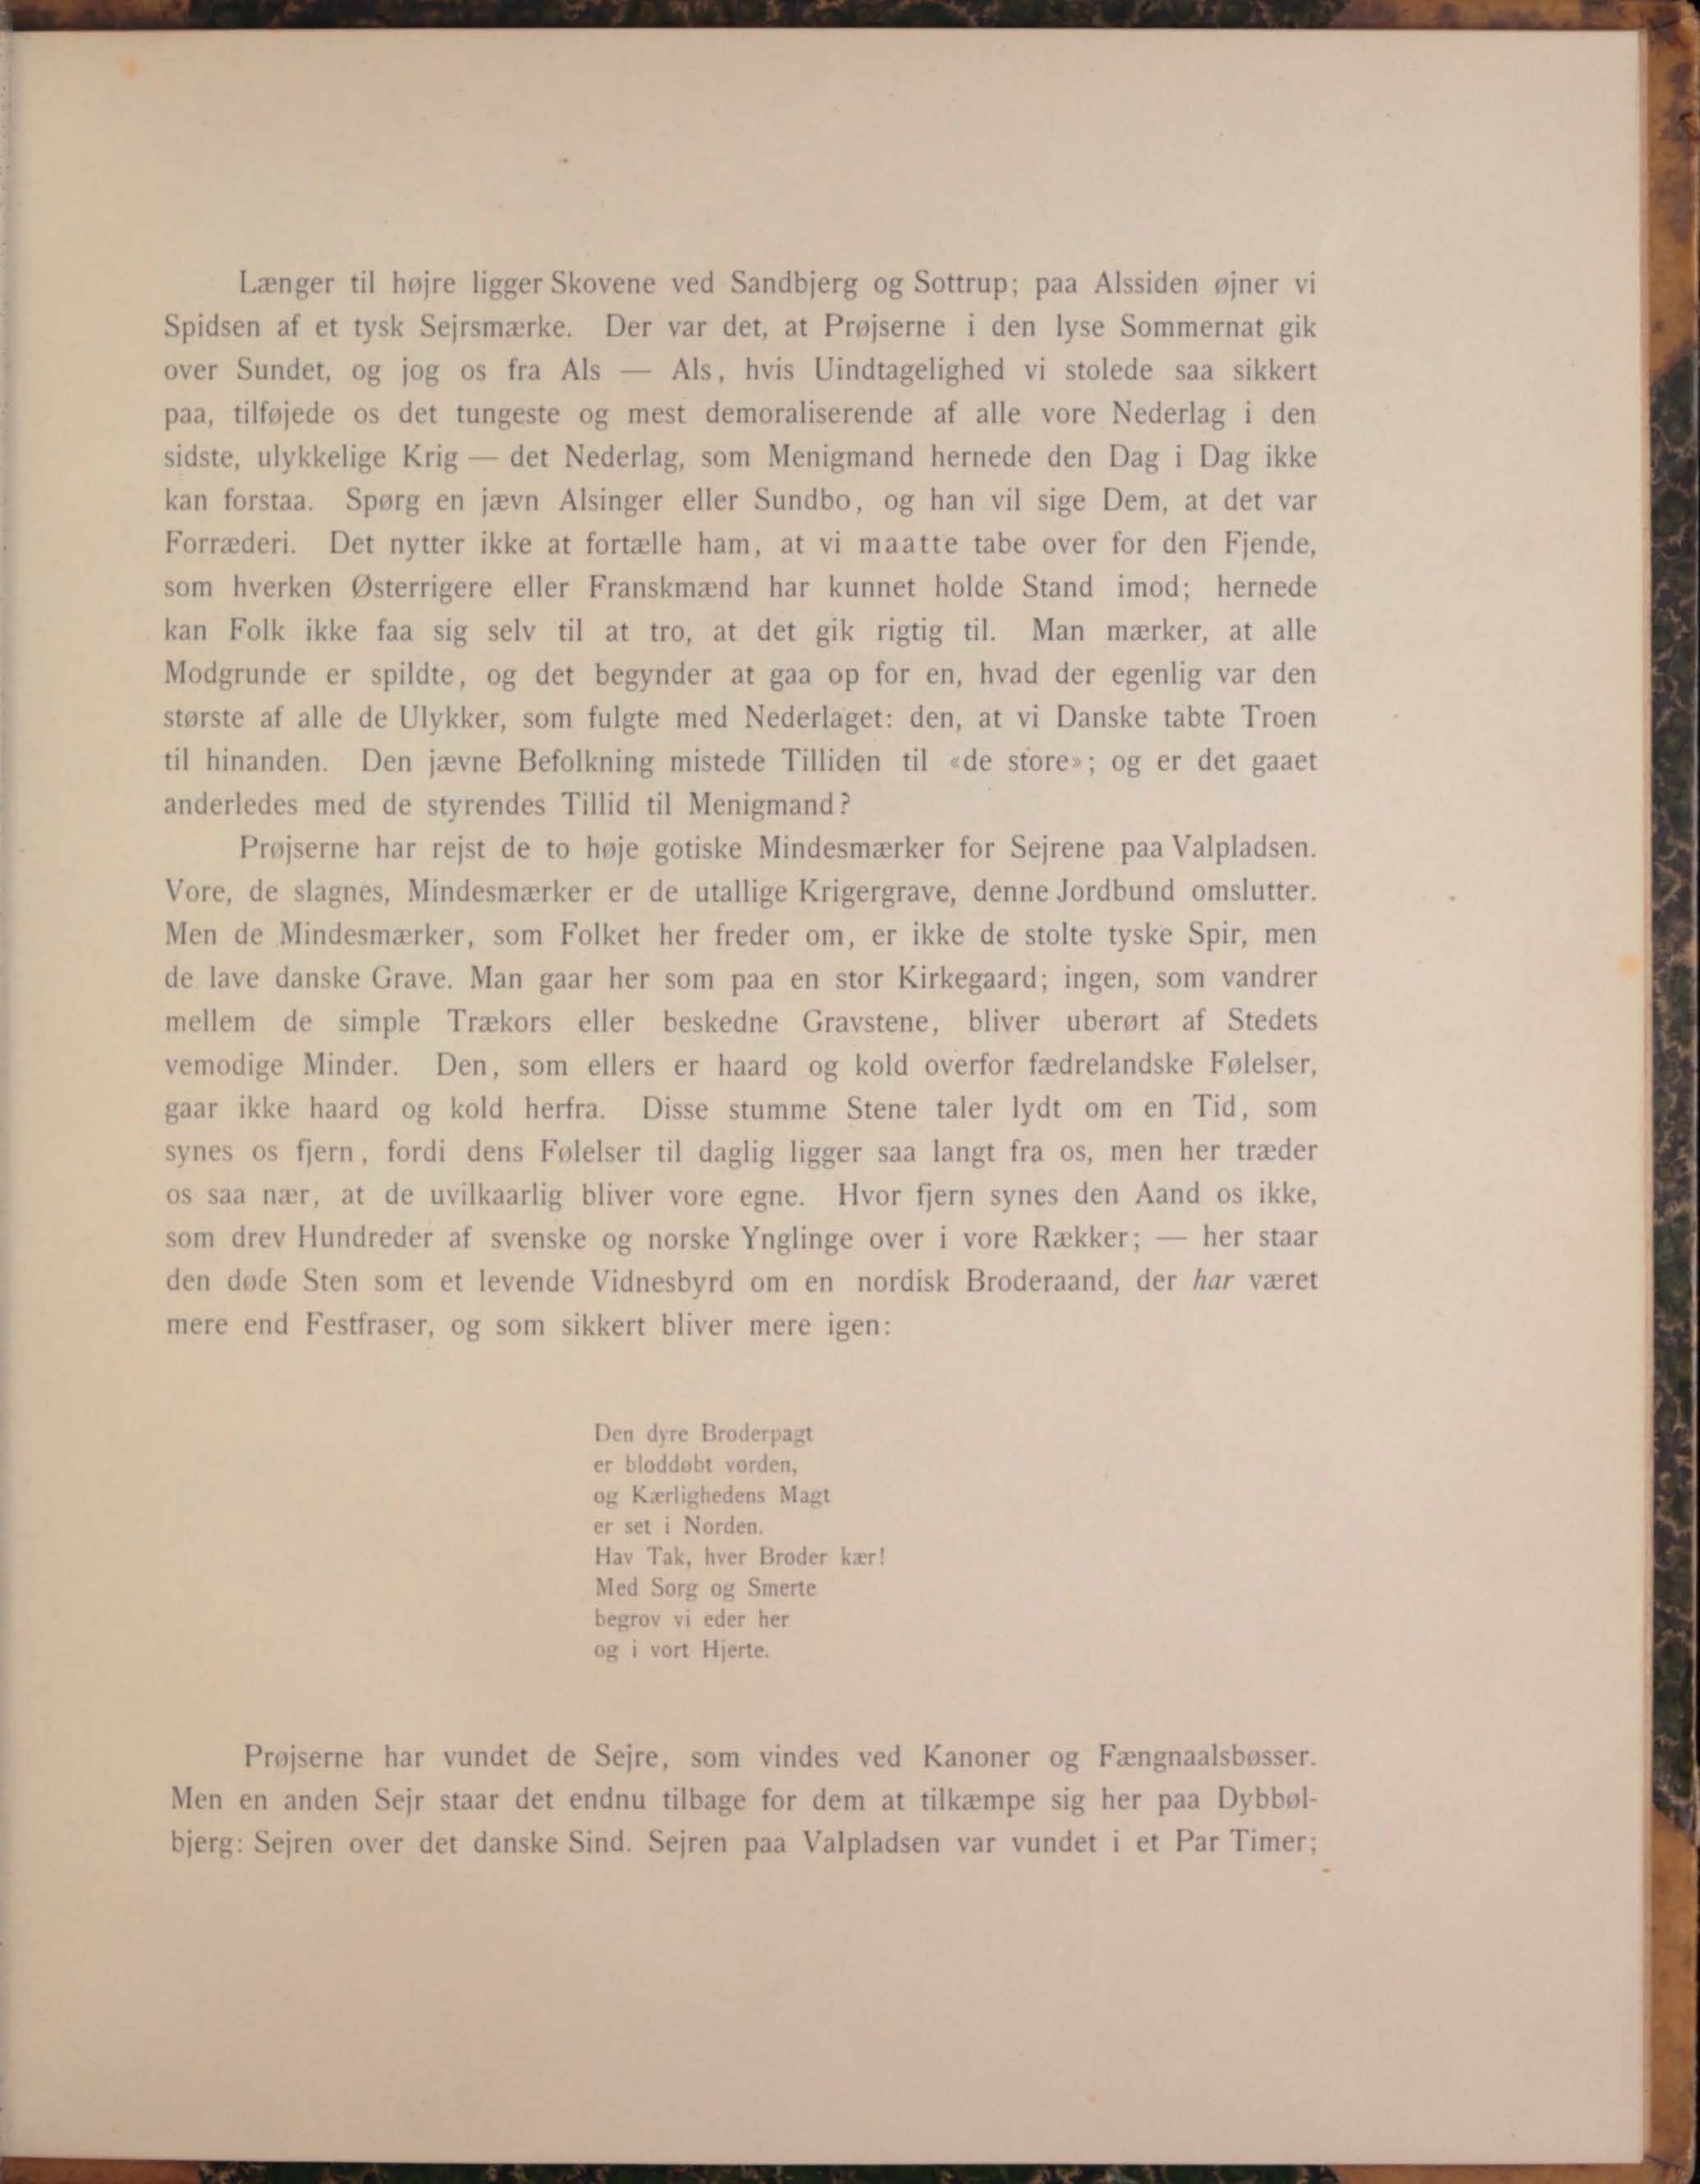 Længer til højre ligger Skovene ved Sandbjerg og Sottrup; paa Alssiden øjner vi
Spidsen af et tysk Sejrsmærke. Der var det, at Prøjserne i den lyse Sommernat gik
over Sundet, og jog os fra Als — Als, hvis Uindtagelighed vi stolede saa sikkert
paa, tilføjede os det tungeste og mest demoraliserende af alle vore Nederlag i den
sidste, ulykkelige Krig — det Nederlag, som Menigmand hernede den Dag i Dag ikke
kan forstaa. Spørg en jævn Alsinger eller Sundbo, og han vil sige Dem, at det var
Forræderi. Det nytter ikke at fortælle ham, at vi maatte tabe over for den Fjende,
som hverken Østerrigere eller Franskmænd har kunnet holde Stand imod; hernede
kan Folk ikke faa sig selv til at tro, at det gik rigtig til. Man mærker, at alle
Modgrunde er spildte, og det begynder at gaa op for en, hvad der egenlig var den
største af alle de Ulykker, som fulgte med Nederlaget: den, at vi Danske tabte Troen
til hinanden. Den jævne Befolkning mistede Tilliden til «de store»; og er det gaaet
anderledes med de styrendes Tillid til Menigmand?
Prøjserne har rejst de to høje gotiske Mindesmærker for Sejrene paa Valpladsen.
Vore, de slagnes, Mindesmærker er de utallige Krigergrave, denne Jordbund omslutter.
Men de Mindesmærker, som Folket her freder om, er ikke de stolte tyske Spir, men
de lave danske Grave. Man gaar her som paa en stor Kirkegaard; ingen, som vandrer
mellem de simple Trækors eller beskedne Gravstene, bliver uberørt af Stedets
vemodige Minder. Den, som ellers er haard og kold overfor fædrelandske Følelser,
gaar ikke haard og kold herfra. Disse stumme Stene taler lydt om en Tid, som
synes os fjern, fordi dens Følelser til daglig ligger saa langt fra os, men her træder
os saa nær, at de uvilkaarlig bliver vore egne. Hvor fjern synes den Aand os ikke,
som drev Hundreder af svenske og norske Ynglinge over i vore Rækker; — her staar
den døde Sten som et levende Vidnesbyrd om en nordisk Broderaand, der har været
mere end Festfraser, og som sikkert bliver mere igen:
Den dyre Broderpagt
er bloddøbt vorden,
og Kærlighedens Magt
er set i Norden.
Hav Tak, hver Broder kær!
Med Sorg og Smerte
begrov vi eder her
og i vort Hjerte.
Prøjserne har vundet de Sejre, som vindes ved Kanoner og Fængnaalsbøsser.
Men en anden Sejr staar det endnu tilbage for dem at tilkæmpe sig her paa Dybbøl-
bjerg: Sejren over det danske Sind. Sejren paa Valpladsen var vundet i et Par Timer;